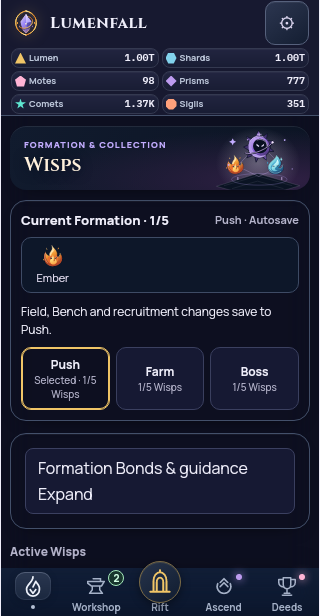 LUMENFALL
Lumen 1.00T
Shards 1.00T
Motes 98
Prisms 777
Comets 1.37K
Sigils 351
FORMATION & COLLECTION
WISPS
Current Formation · 1/5
Push · Autosave
Ember
Field, Bench and recruitment changes save to
Push.
Push
Selected · 1/5
Wisps
Farm
1/5 Wisps
Boss
1/5 Wisps
Formation Bonds & guidance
Expand
Active Wisps
2
Workshop
Rift
Ascend
Deeds